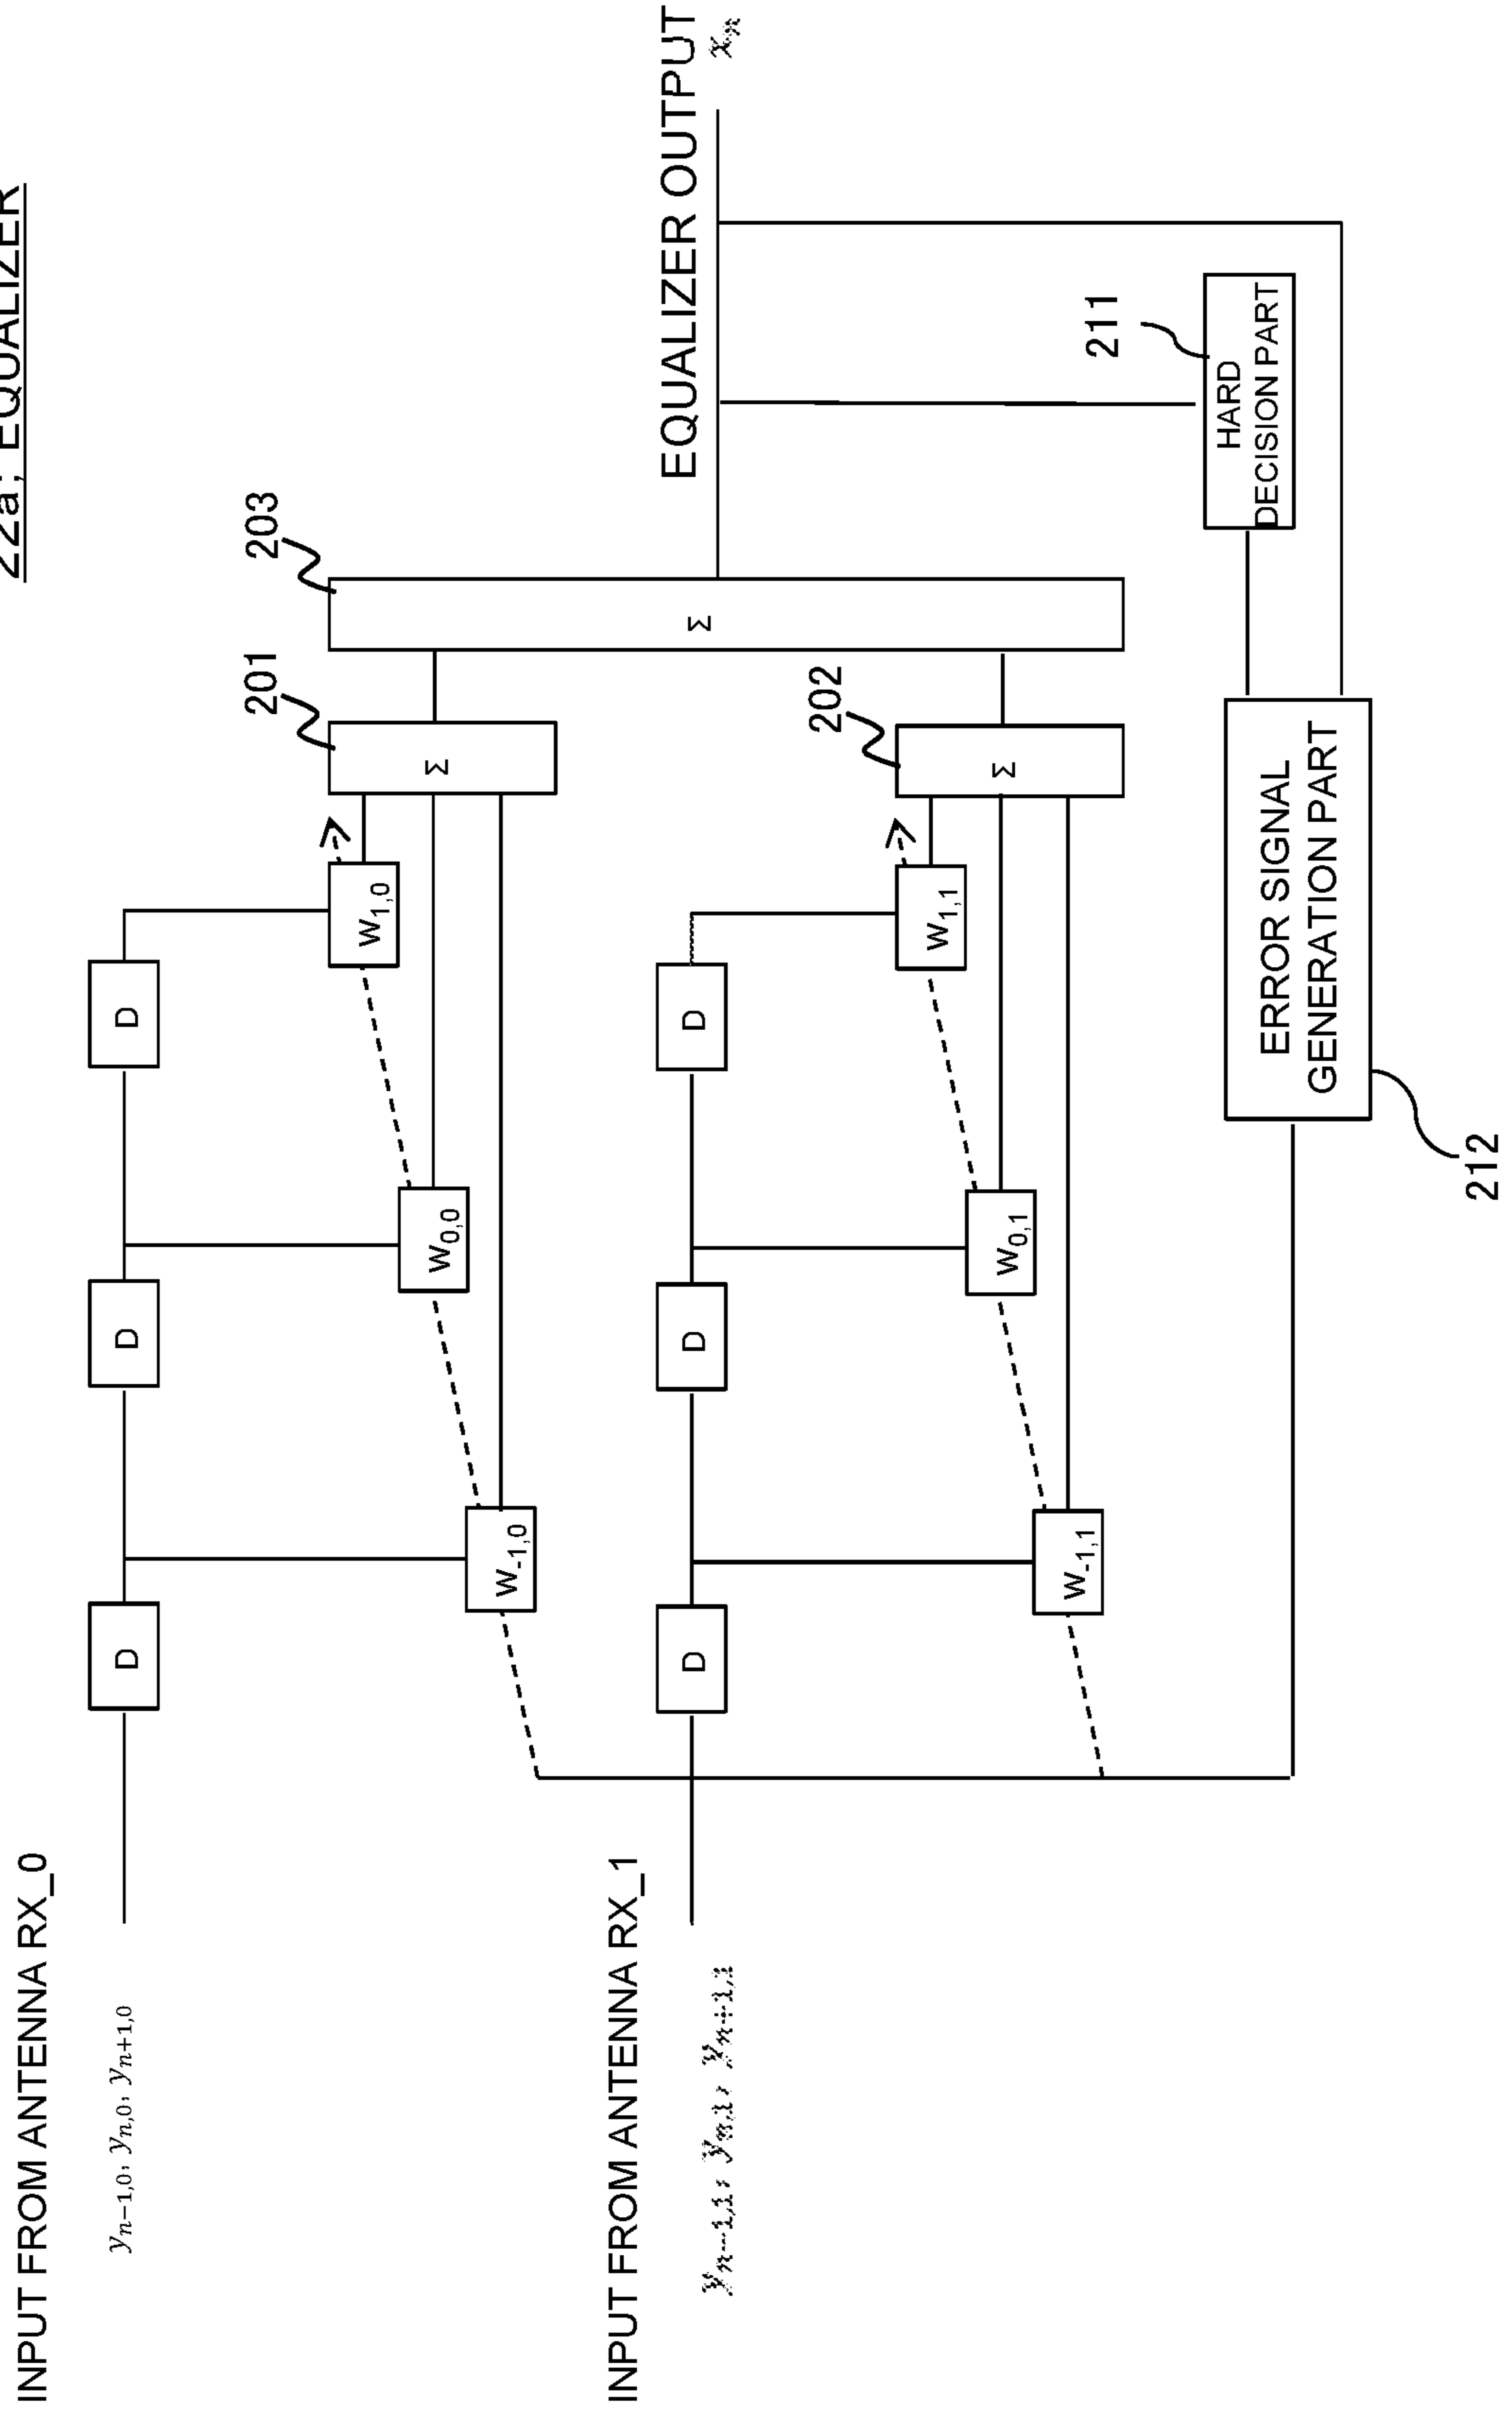 22a; EQUALIZER
INPUT FROM ANTENNA RX_0
y_{n-1,0}, y_{n,0}, y_{n+1,0}
D
D
D
W_{-1,0}
W_{0,0}
W_{1,0}
201
Σ
203
Σ
EQUALIZER OUTPUT
x_n
INPUT FROM ANTENNA RX_1
y_{n-1,1}, y_{n,1}, y_{n+1,1}
D
D
D
W_{-1,1}
W_{0,1}
W_{1,1}
202
Σ
211
HARD
DECISION PART
ERROR SIGNAL
GENERATION PART
212